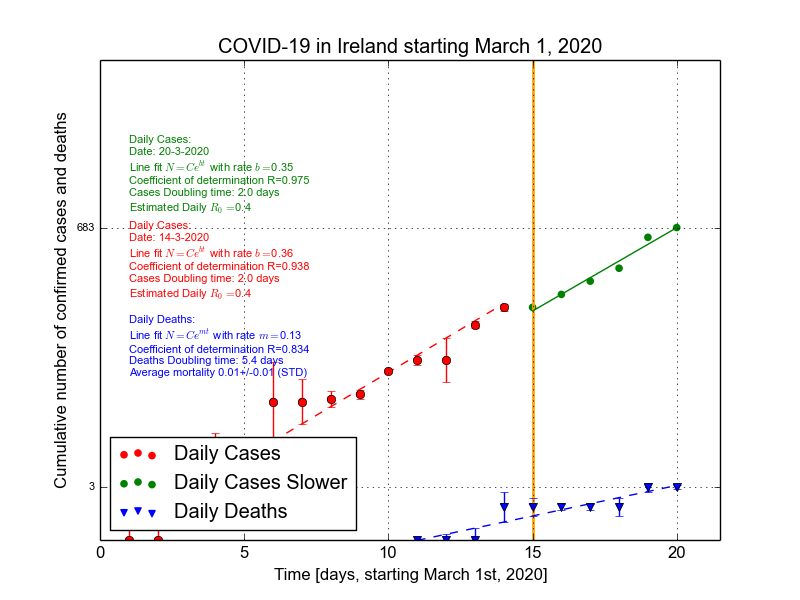 COVID-19 in Ireland starting March 1, 2020
Cumulative number of confirmed cases and deaths
683
3
Daily Cases:
Date: 20-3-2020
Line fit N = Ce^{bt} with rate b =0.35
Coefficient of determination R=0.975
Cases Doubling time: 2.0 days
Estimated Daily R_0 =0.4
Daily Cases:
Date: 14-3-2020
Line fit N = Ce^{bt} with rate b =0.36
Coefficient of determination R=0.938
Cases Doubling time: 2.0 days
Estimated Daily R_0 =0.4
Daily Deaths:
Line fit N = Ce^{mt} with rate m =0.13
Coefficient of determination R=0.834
Deaths Doubling time: 5.4 days
Average mortality 0.01+/-0.01 (STD)
Daily Cases
Daily Cases Slower
Daily Deaths
0 5 10 15 20
Time [days, starting March 1st, 2020]